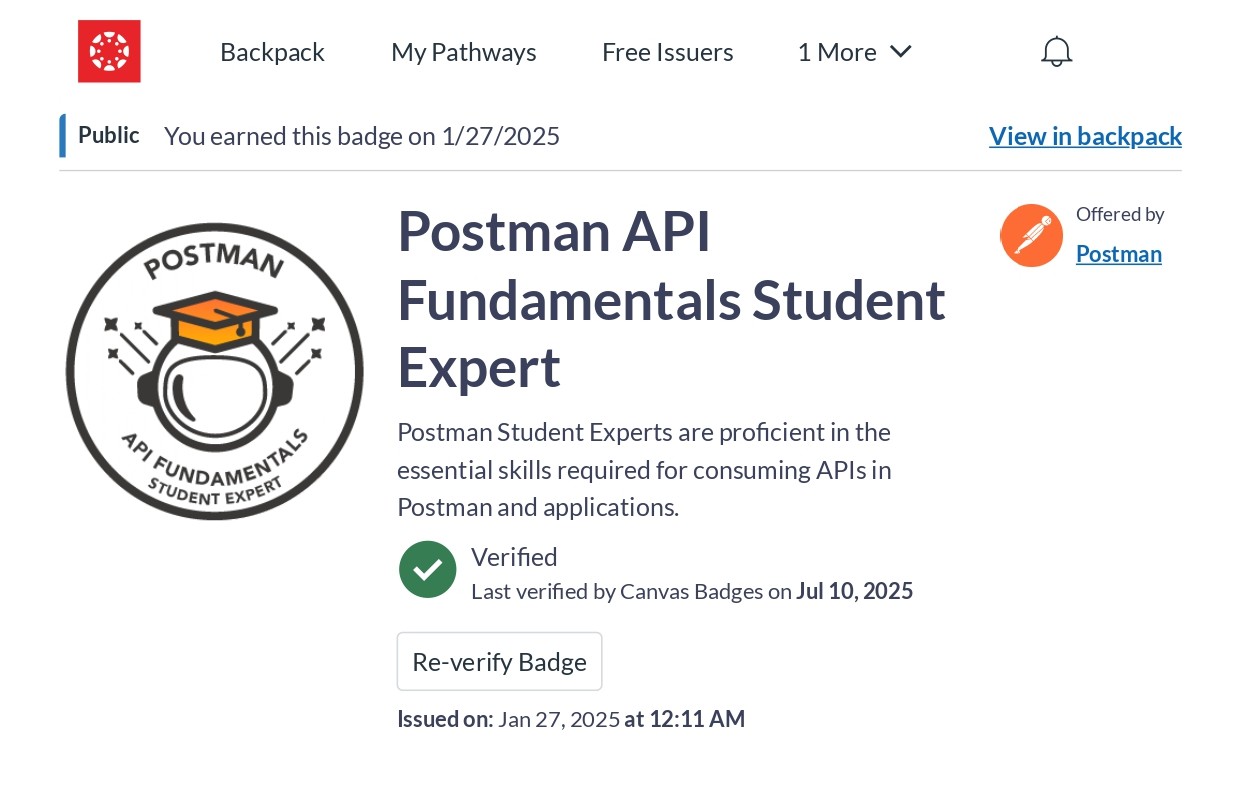 Backpack My Pathways Free Issuers 1 More
Public You earned this badge on 1/27/2025 View in backpack
POSTMAN
API FUNDAMENTALS
STUDENT EXPERT
Postman API
Fundamentals Student
Expert
Postman Student Experts are proficient in the
essential skills required for consuming APIs in
Postman and applications.
Verified
Last verified by Canvas Badges on Jul 10, 2025
Re-verify Badge
Issued on: Jan 27, 2025 at 12:11 AM
Offered by
Postman